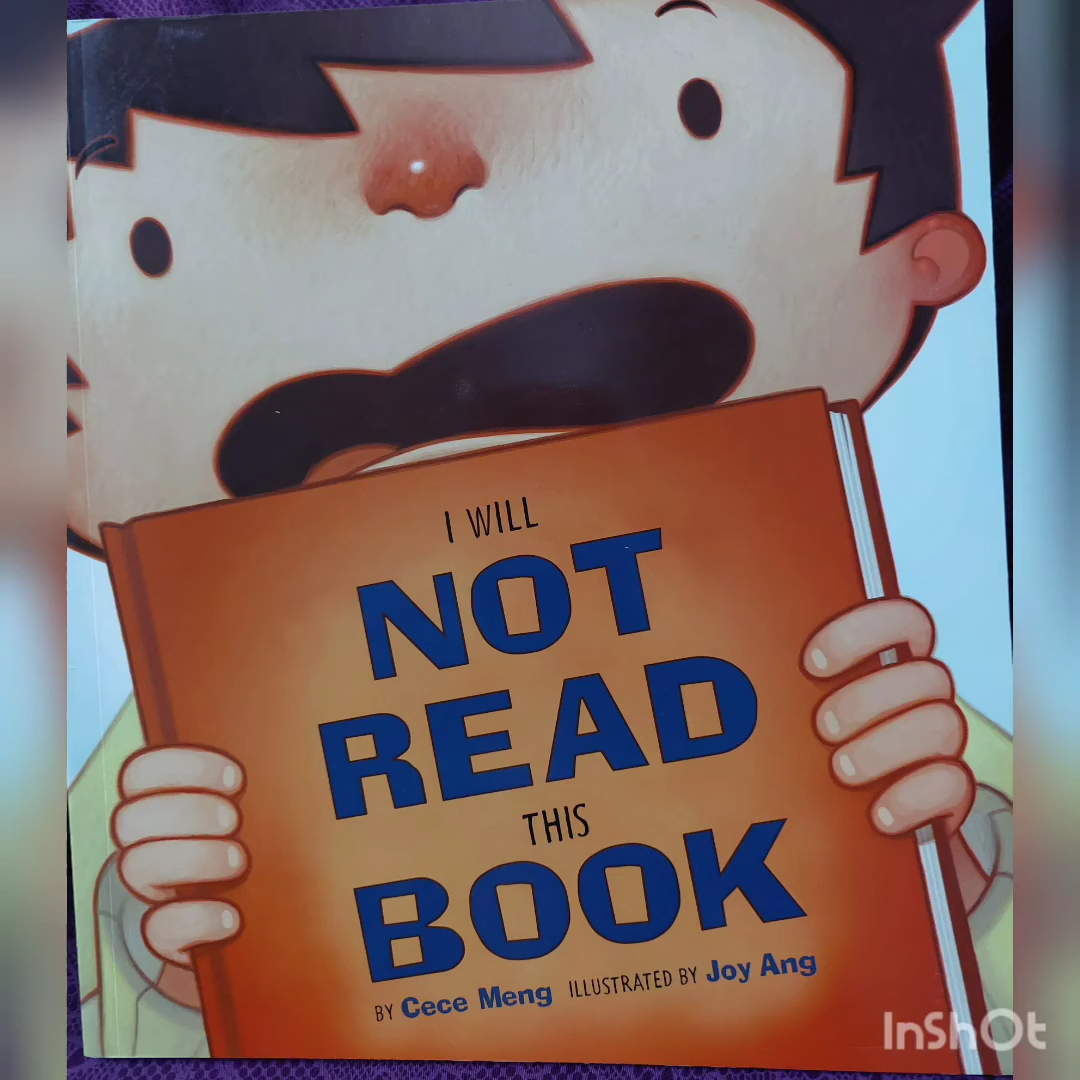 I WILL
NOT
READ
THIS
BOOK
BY Cece Meng ILLUSTRATED BY Joy Ang
InShOt